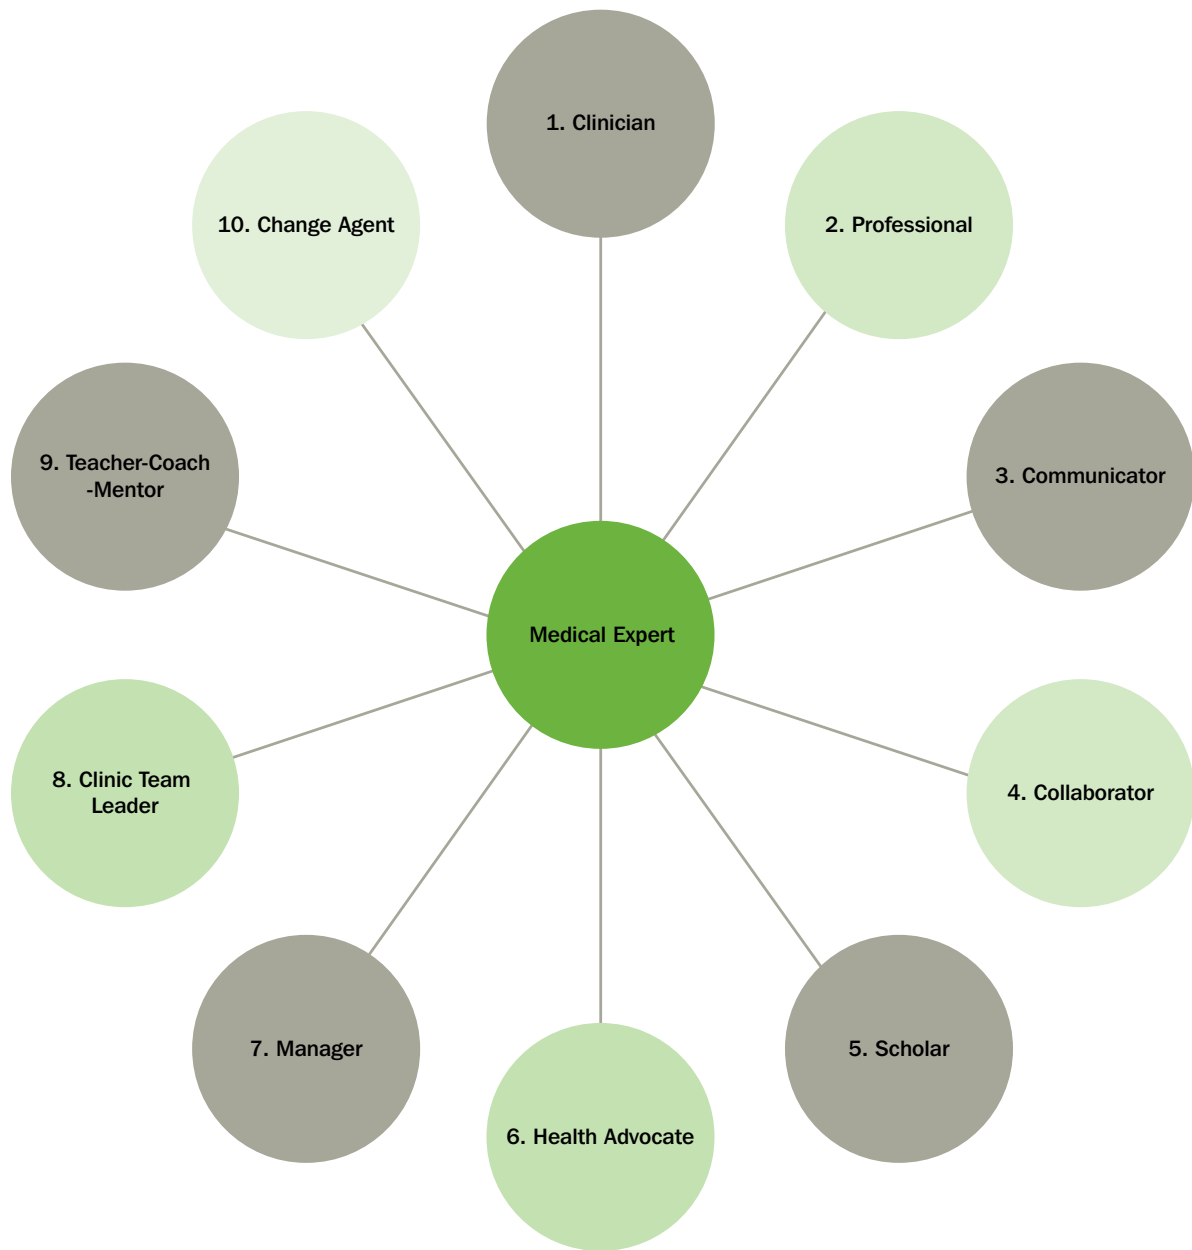 1. Clinician
2. Professional
3. Communicator
4. Collaborator
5. Scholar
6. Health Advocate
7. Manager
8. Clinic Team
Leader
9. Teacher-Coach
-Mentor
10. Change Agent
Medical Expert